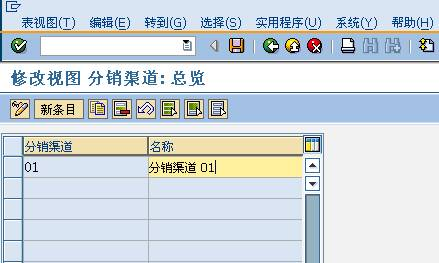 表视图(T) 编辑(E) 转到(G) 选择(S) 实用程序(U) 系统(Y) 帮助(H)
修改视图 分销渠道: 总览
新条目
分销渠道 名称
01 分销渠道 01